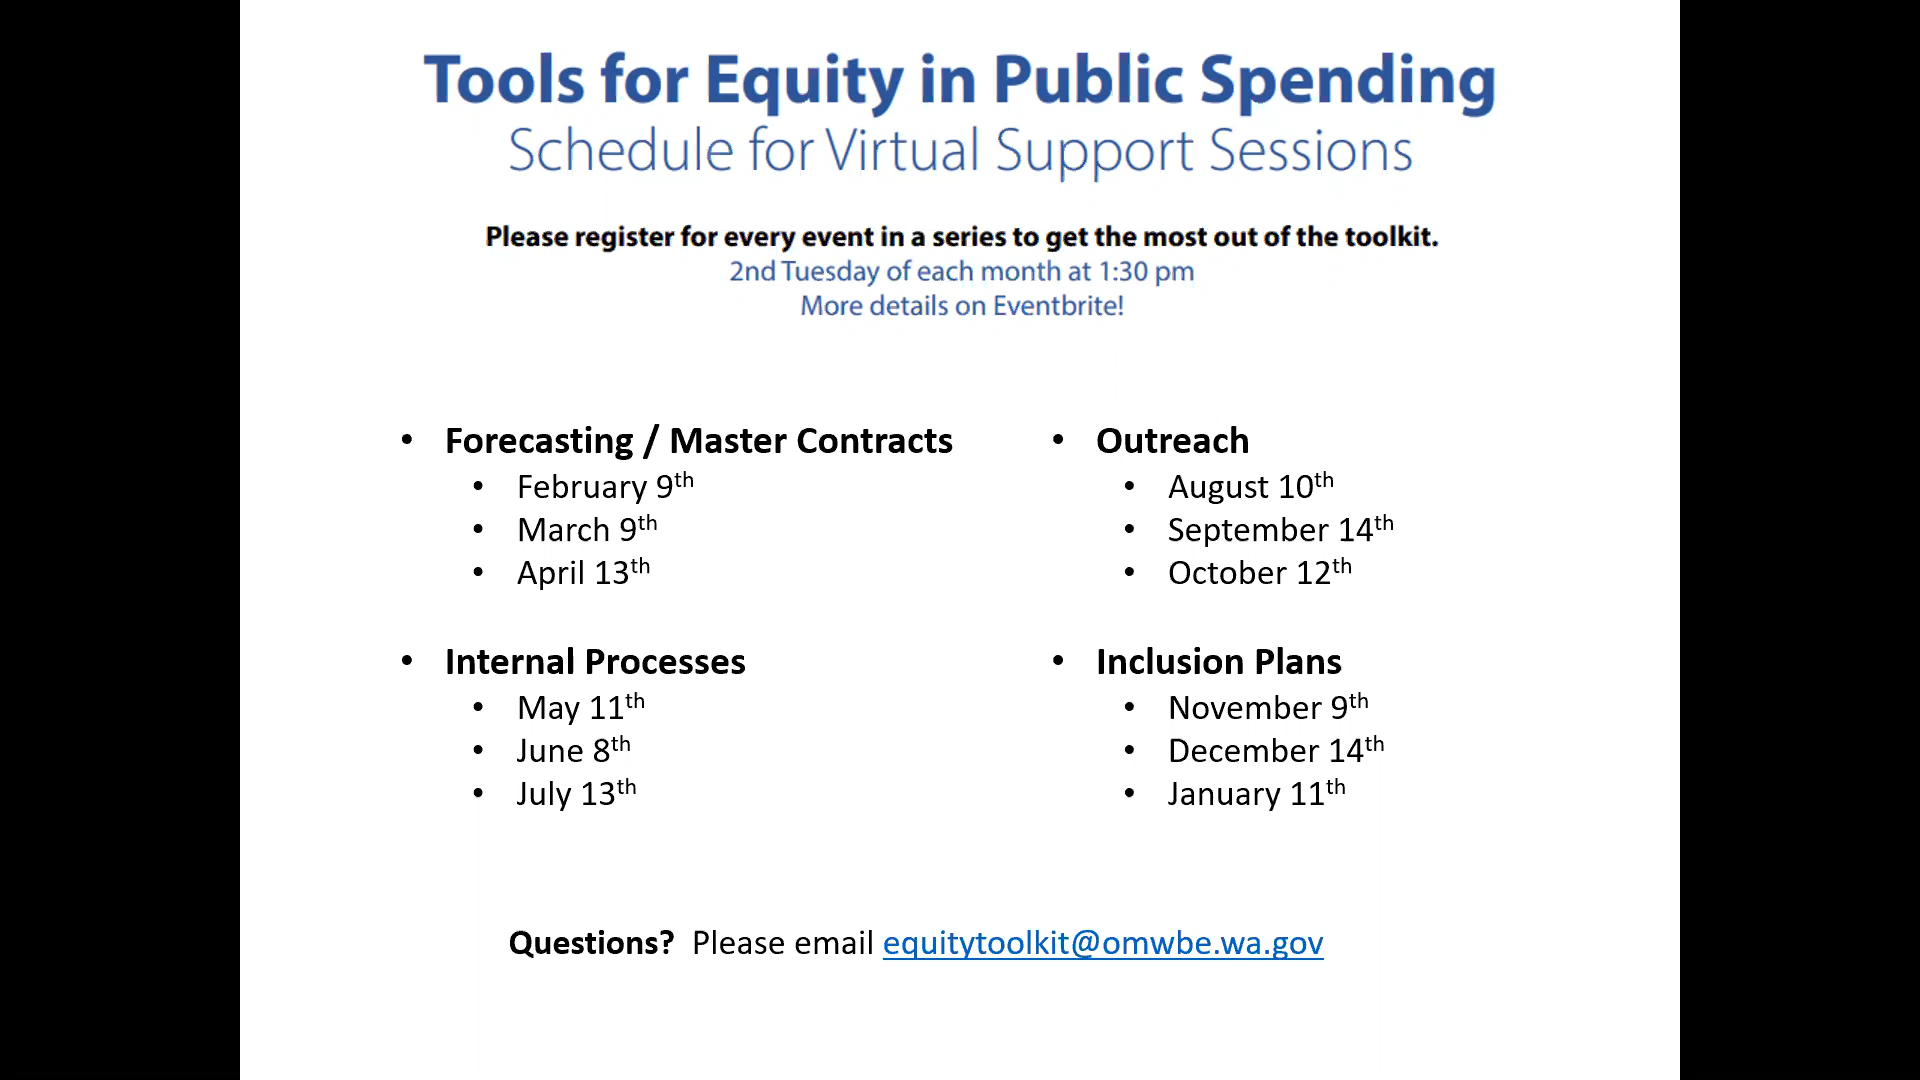 Tools for Equity in Public Spending
Schedule for Virtual Support Sessions
Please register for every event in a series to get the most out of the toolkit.
2nd Tuesday of each month at 1:30 pm
More details on Eventbrite!
• Forecasting / Master Contracts
• February 9th
• March 9th
• April 13th
• Internal Processes
• May 11th
• June 8th
• July 13th
• Outreach
• August 10th
• September 14th
• October 12th
• Inclusion Plans
• November 9th
• December 14th
• January 11th
Questions? Please email equitytoolkit@omwbe.wa.gov